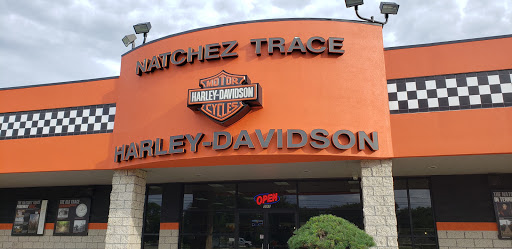 NATCHEZ TRACE
MOTOR
HARLEY-DAVIDSON
CYCLES
HARLEY-DAVIDSON
OPEN